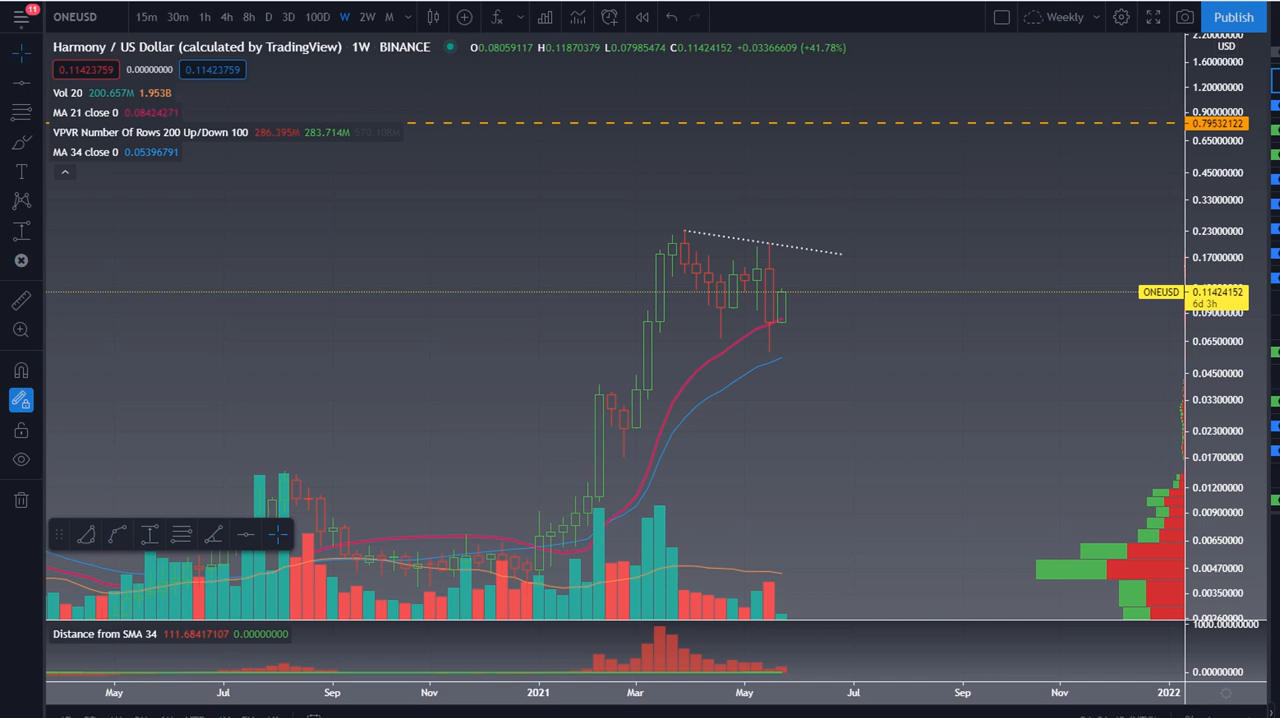 11
ONEUSD 15m 30m 1h 4h 8h D 3D 100D W 2W M Weekly Publish
Harmony / US Dollar (calculated by TradingView) 1W BINANCE O0.08059117 H0.11870379 L0.07985474 C0.11424152 +0.03366609 (+41.78%)
0.11423759 0.00000000 0.11423759
Vol 20 200.657M 1.953B
MA 21 close 0 0.08424271
VPVR Number Of Rows 200 Up/Down 100 286.395M 283.714M 570.108M
MA 34 close 0 0.05396791
2.20000000
USD
1.60000000
1.20000000
0.90000000
0.79532122
0.65000000
0.45000000
0.33000000
0.23000000
0.17000000
ONEUSD 0.11424152
6d 3h
0.09000000
0.06500000
0.04500000
0.03300000
0.02300000
0.01700000
0.01200000
0.00900000
0.00650000
0.00470000
0.00350000
0.00260000
Distance from SMA 34 111.68417107 0.00000000
1000.00000000
0.00000000
May Jul Sep Nov 2021 Mar May Jul Sep Nov 2022